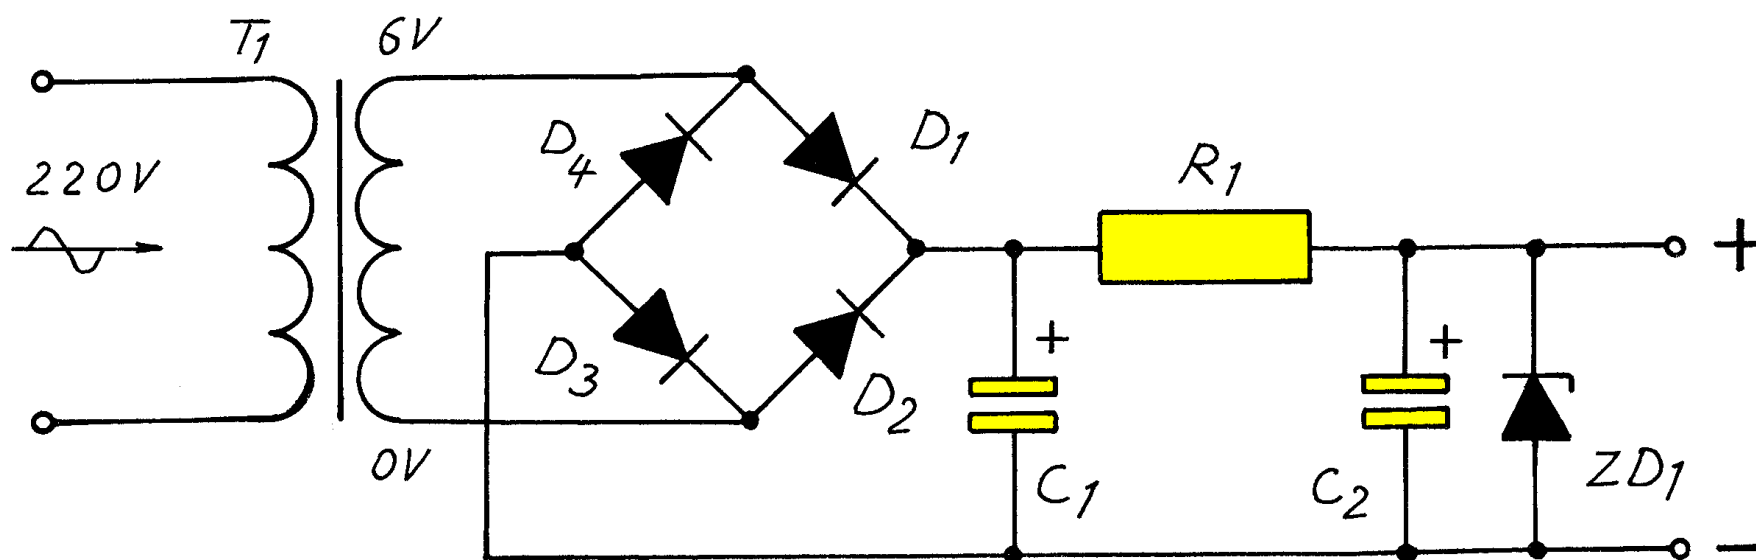 T1
6V
220V
D4
D1
R1
+
D3
D2
+
+
0V
C1
C2
ZD1
−